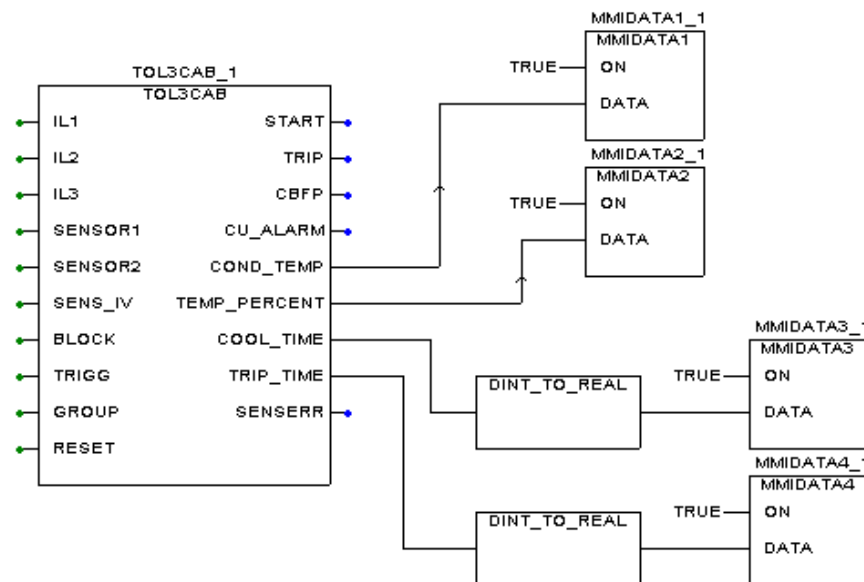 MMIDATA1_1
MMIDATA1
TRUE ON
DATA
TOL3CAB_1
TOL3CAB
IL1 START
IL2 TRIP
IL3 CBFP
SENSOR1 CU_ALARM
SENSOR2 COND_TEMP
SENS_IV TEMP_PERCENT
BLOCK COOL_TIME
TRIGG TRIP_TIME
GROUP SENSERR
RESET
MMIDATA2_1
MMIDATA2
TRUE ON
DATA
MMIDATA3_1
MMIDATA3
TRUE ON
DINT_TO_REAL
DATA
MMIDATA4_1
MMIDATA4
TRUE ON
DINT_TO_REAL
DATA